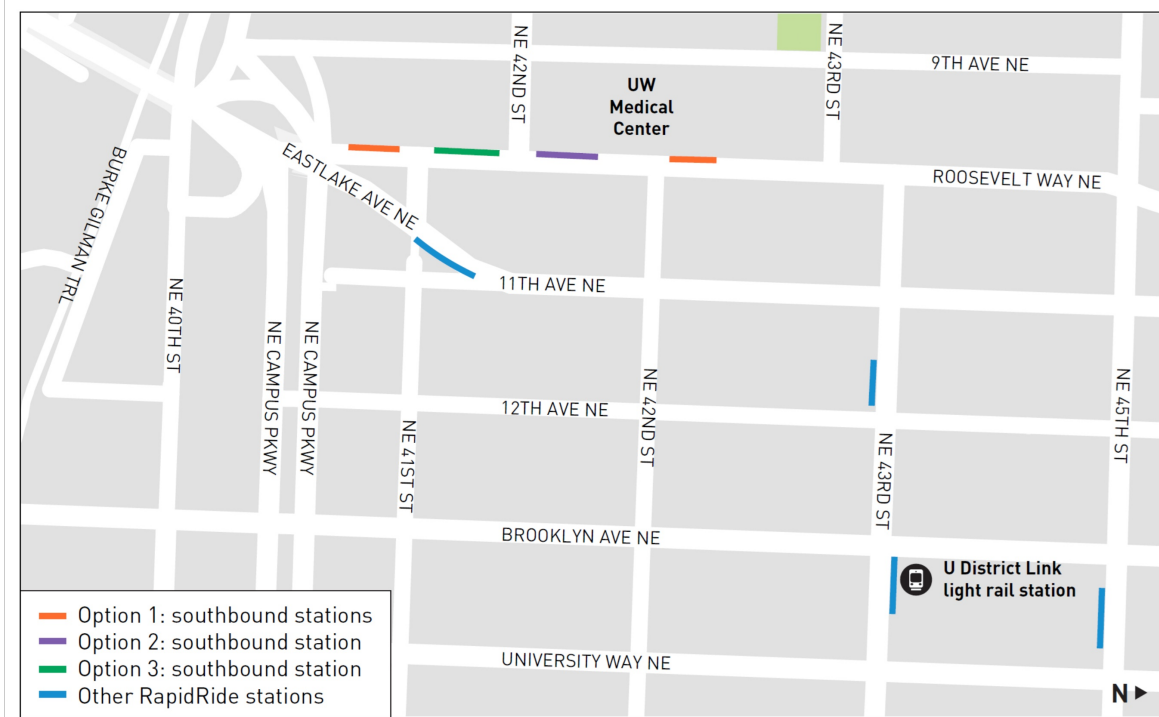 NE 42ND ST
NE 43RD ST
9TH AVE NE
UW
Medical
Center
EASTLAKE AVE NE
BURKE GILMAN TRL
ROOSEVELT WAY NE
NE 40TH ST
11TH AVE NE
NE CAMPUS PKWY
NE CAMPUS PKWY
NE 42ND ST
NE 45TH ST
12TH AVE NE
NE 41ST ST
NE 43RD ST
BROOKLYN AVE NE
U District Link
light rail station
Option 1: southbound stations
Option 2: southbound station
Option 3: southbound station
Other RapidRide stations
UNIVERSITY WAY NE
N